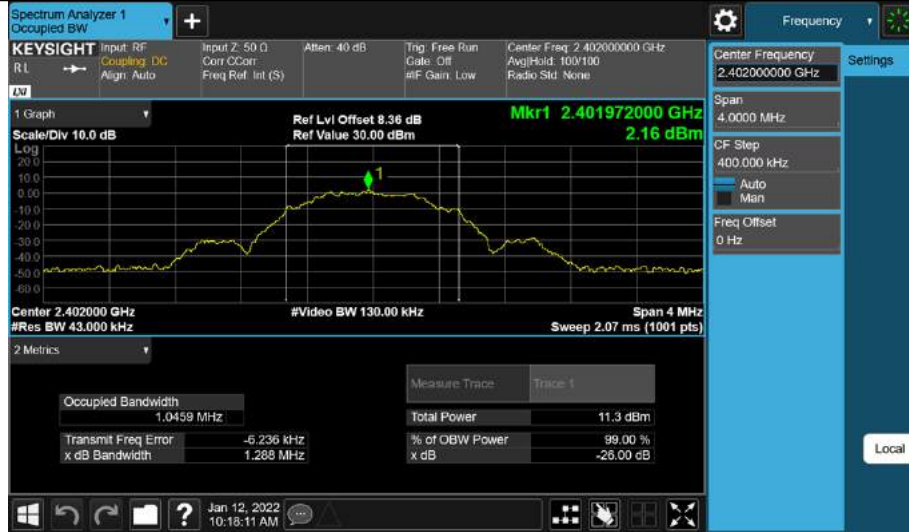 Spectrum Analyzer 1
Occupied BW
+
Frequency
KEYSIGHT
RL
LXI
Input: RF
Coupling: DC
Align: Auto
Input Z: 50 Ω
Corr CCorr
Freq Ref: Int (S)
Atten: 40 dB
Trig: Free Run
Gate: Off
#IF Gain: Low
Center Freq: 2.402000000 GHz
Avg|Hold: 100/100
Radio Std: None
Center Frequency
2.402000000 GHz
Settings
Span
4.0000 MHz
CF Step
400.000 kHz
Auto
Man
Freq Offset
0 Hz
1 Graph
Scale/Div 10.0 dB
Ref Lvl Offset 8.36 dB
Ref Value 30.00 dBm
Mkr1 2.401972000 GHz
2.16 dBm
Log
20.0
10.0
0.00
-10.0
-20.0
-30.0
-40.0
-50.0
-60.0
1
Center 2.402000 GHz
#Res BW 43.000 kHz
#Video BW 130.00 kHz
Span 4 MHz
Sweep 2.07 ms (1001 pts)
2 Metrics
Measure Trace
Trace 1
Occupied Bandwidth
1.0459 MHz
Total Power
11.3 dBm
Transmit Freq Error
-6.236 kHz
% of OBW Power
99.00 %
x dB Bandwidth
1.288 MHz
x dB
-26.00 dB
Local
?
Jan 12, 2022
10:18:11 AM